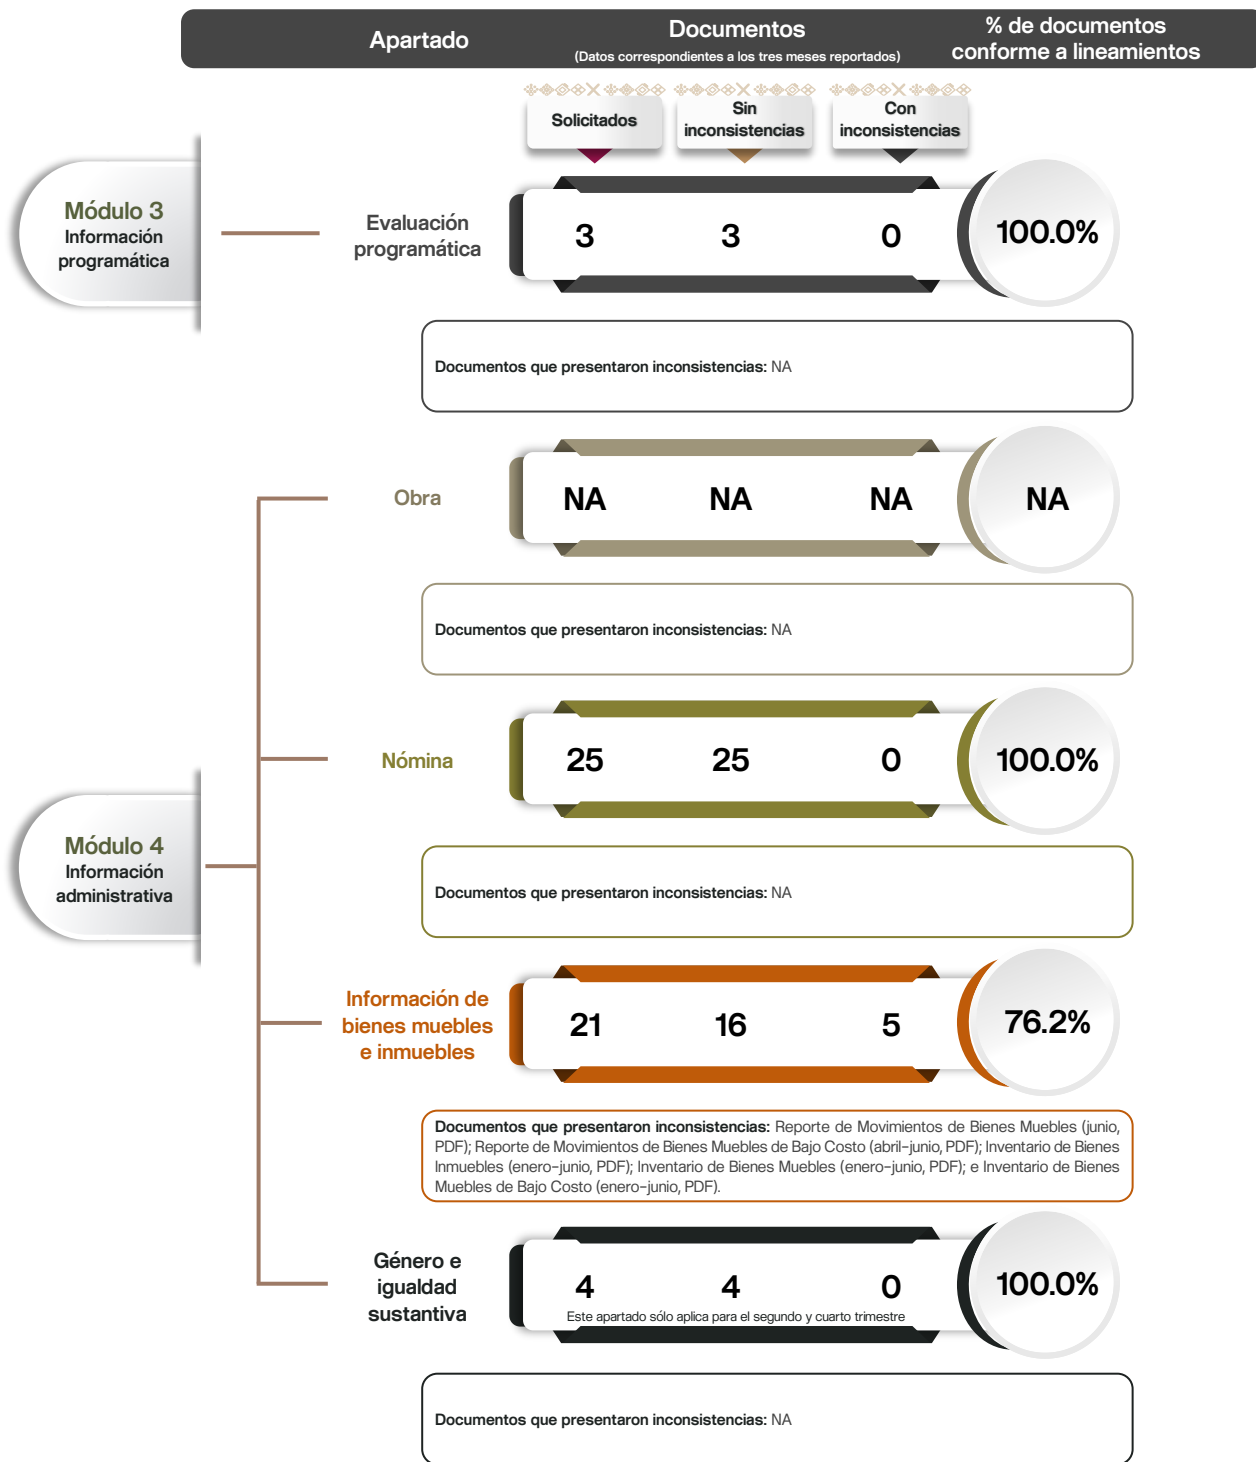 Apartado
Documentos
(Datos correspondientes a los tres meses reportados)
% de documentos
conforme a lineamientos
Solicitados
Sin
inconsistencias
Con
inconsistencias
Módulo 3
Información
programática
Evaluación
programática
3 3 0 100.0%
Documentos que presentaron inconsistencias: NA
Obra
NA NA NA NA
Documentos que presentaron inconsistencias: NA
Nómina
25 25 0 100.0%
Documentos que presentaron inconsistencias: NA
Módulo 4
Información
administrativa
Información de
bienes muebles
e inmuebles
21 16 5 76.2%
Documentos que presentaron inconsistencias: Reporte de Movimientos de Bienes Muebles (junio,
PDF); Reporte de Movimientos de Bienes Muebles de Bajo Costo (abril-junio, PDF); Inventario de Bienes
Inmuebles (enero-junio, PDF); Inventario de Bienes Muebles (enero-junio, PDF); e Inventario de Bienes
Muebles de Bajo Costo (enero-junio, PDF).
Género e
igualdad
sustantiva
4 4 0 100.0%
Este apartado sólo aplica para el segundo y cuarto trimestre
Documentos que presentaron inconsistencias: NA